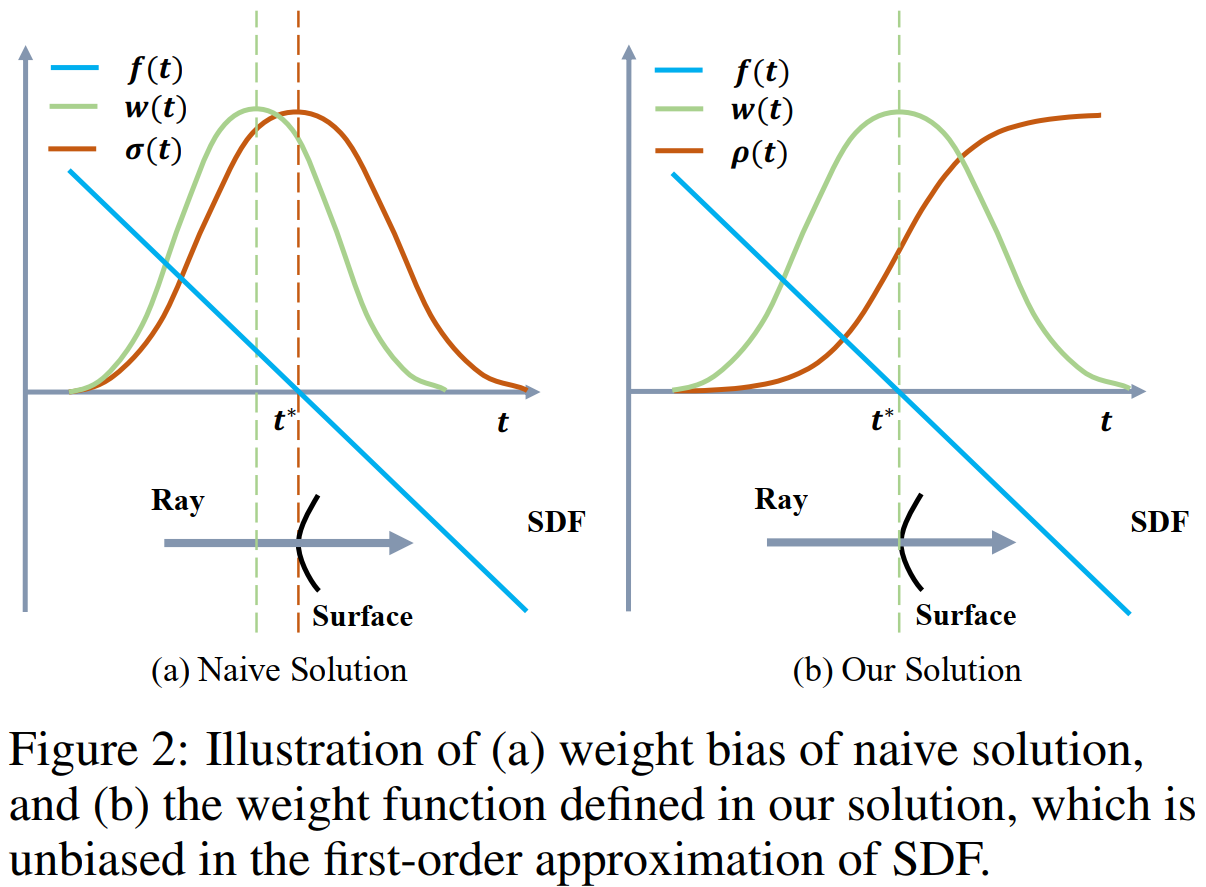 f(t)
w(t)
σ(t)
t*
t
Ray
SDF
Surface
(a) Naive Solution
f(t)
w(t)
ρ(t)
t*
t
Ray
SDF
Surface
(b) Our Solution
Figure 2: Illustration of (a) weight bias of naive solution,
and (b) the weight function defined in our solution, which is
unbiased in the first-order approximation of SDF.